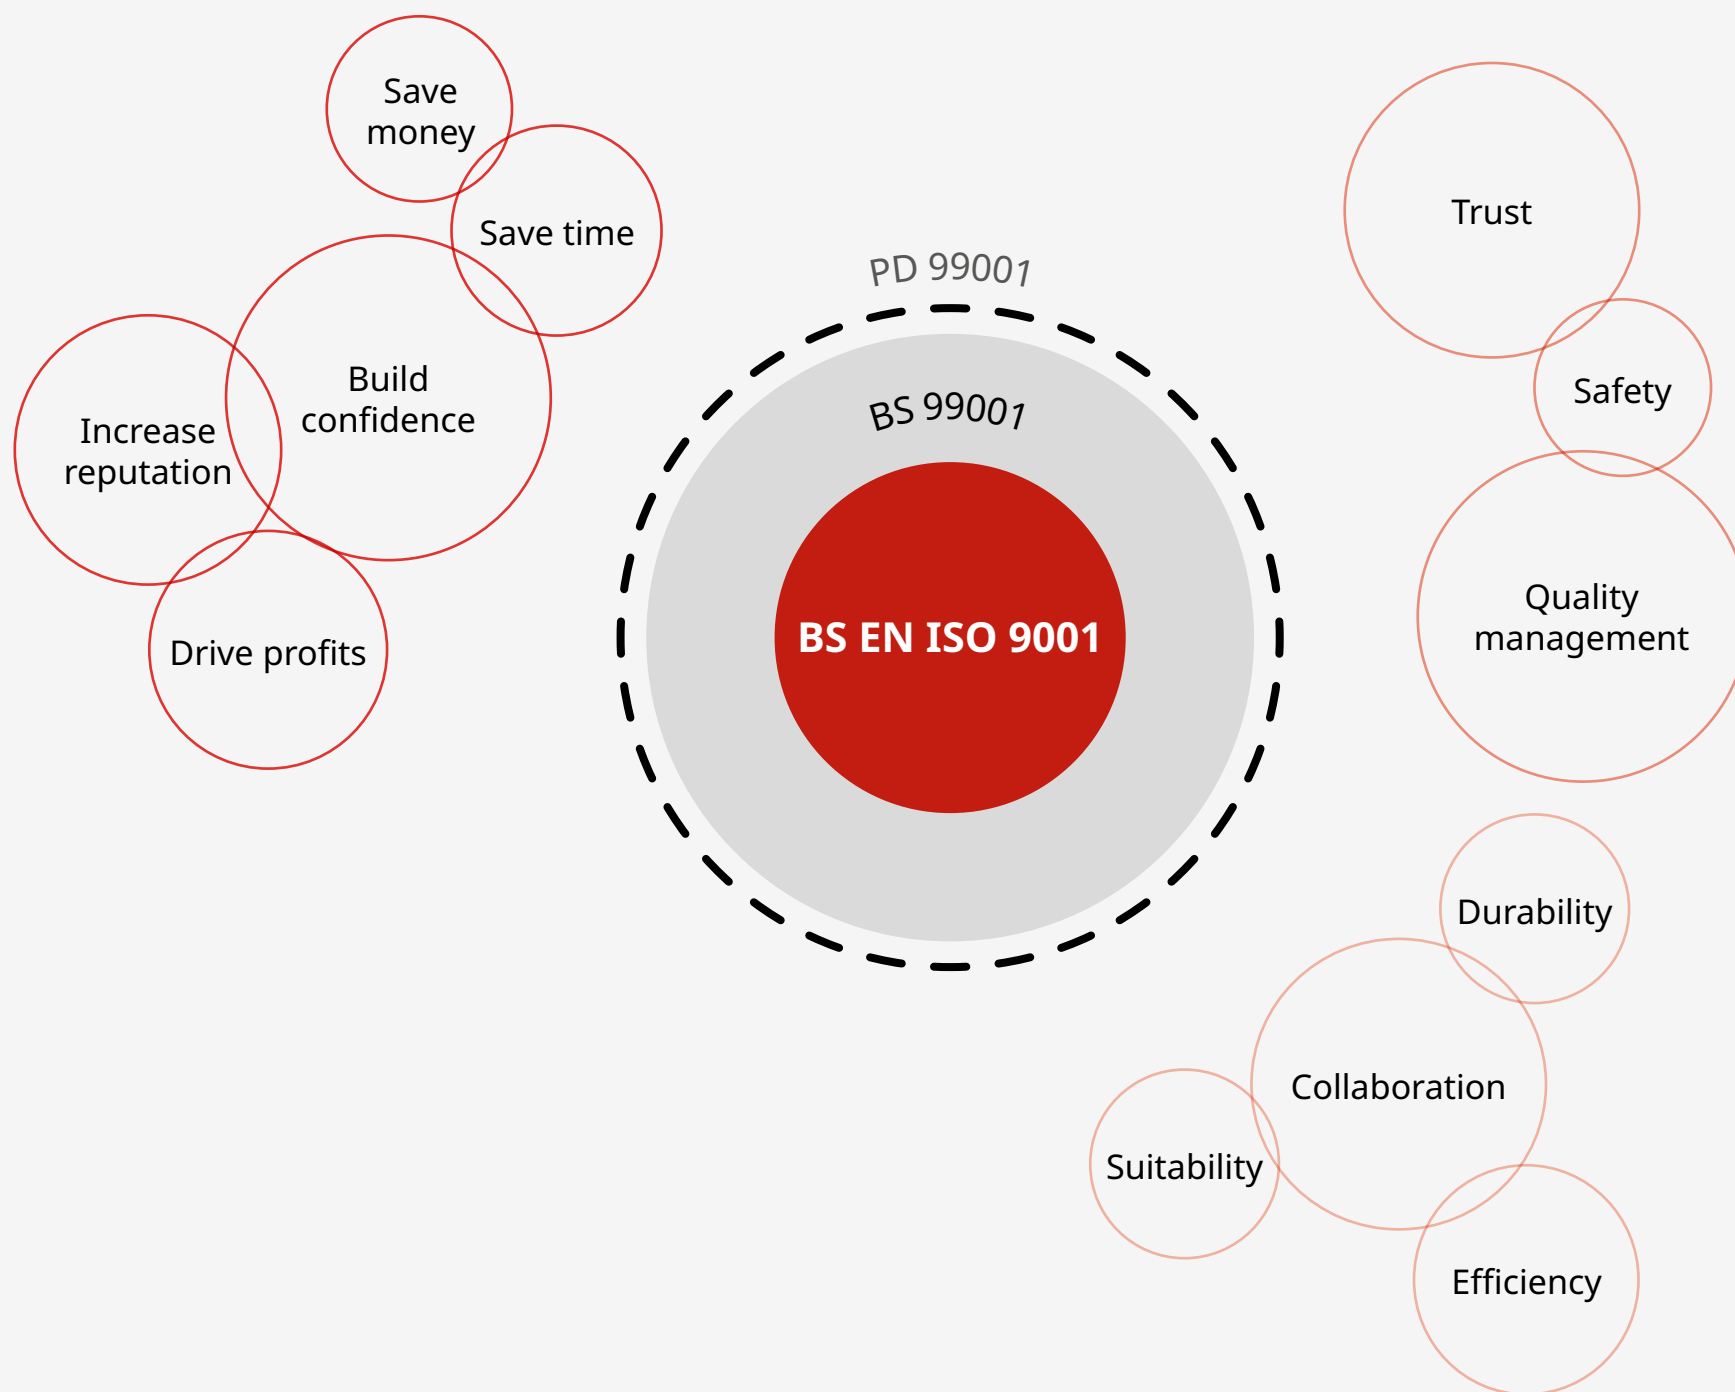 Save
money
Save time
Build
confidence
Increase
reputation
Drive profits
PD 99001
BS 99001
BS EN ISO 9001
Trust
Safety
Quality
management
Durability
Collaboration
Suitability
Efficiency